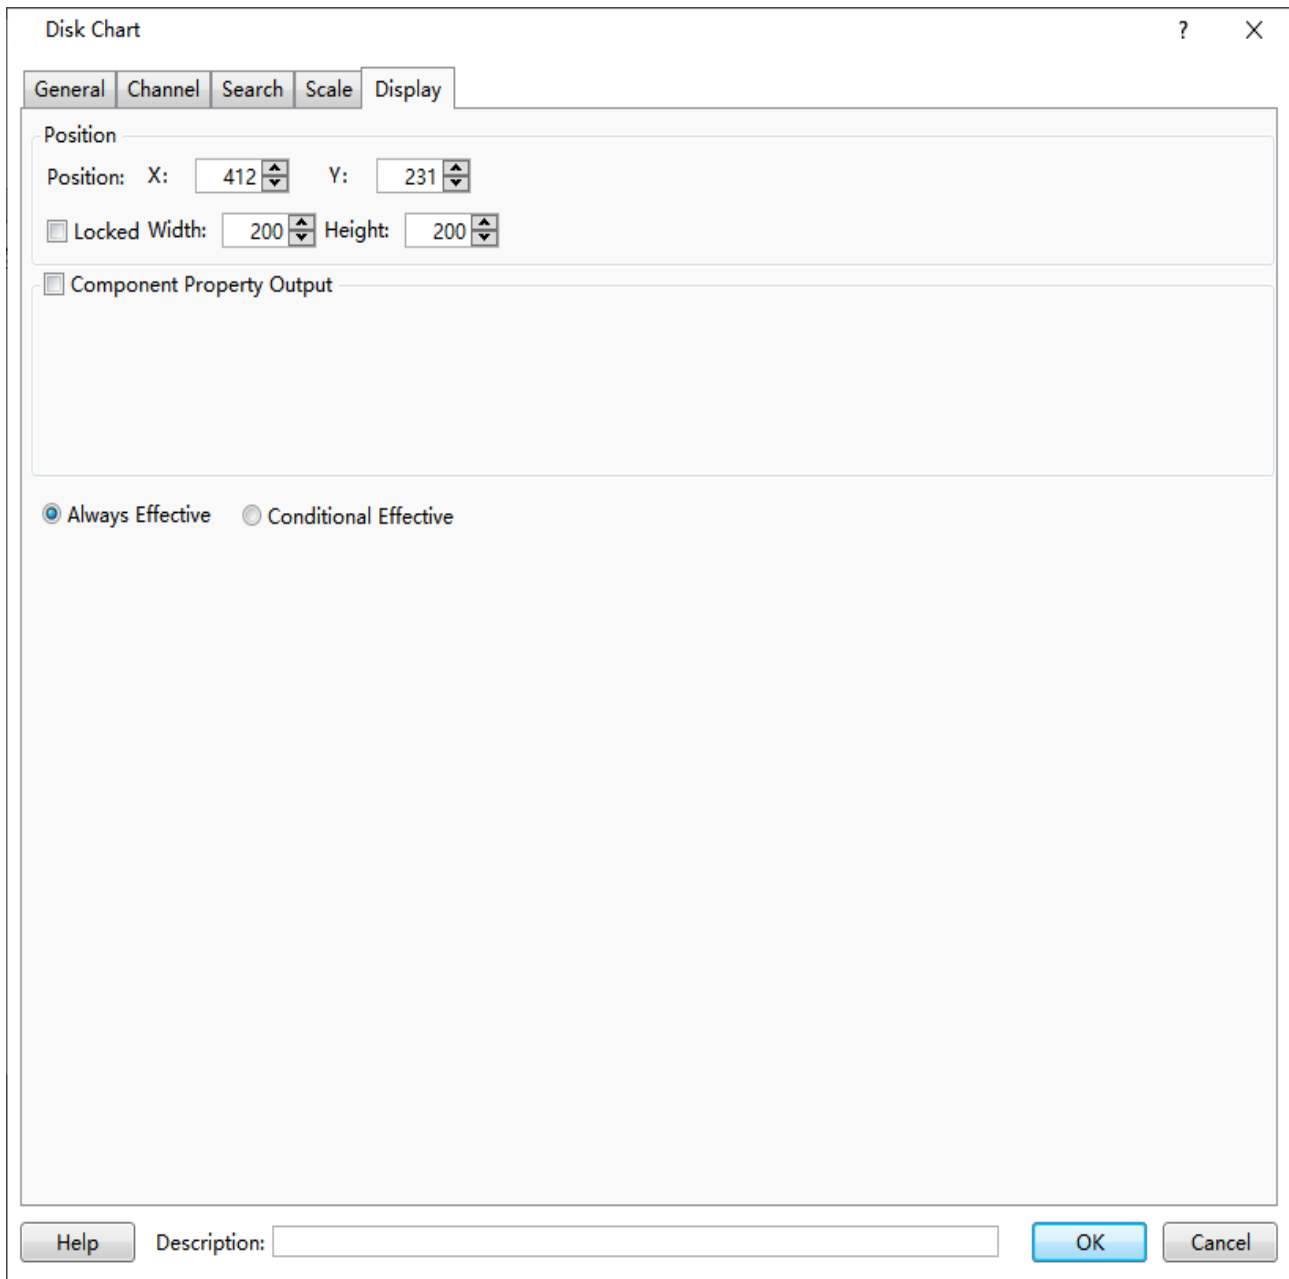 Disk Chart ?
General Channel Search Scale Display
Position
Position: X: 412 Y: 231
Locked Width: 200 Height: 200
Component Property Output
Always Effective Conditional Effective
Help Description: OK Cancel